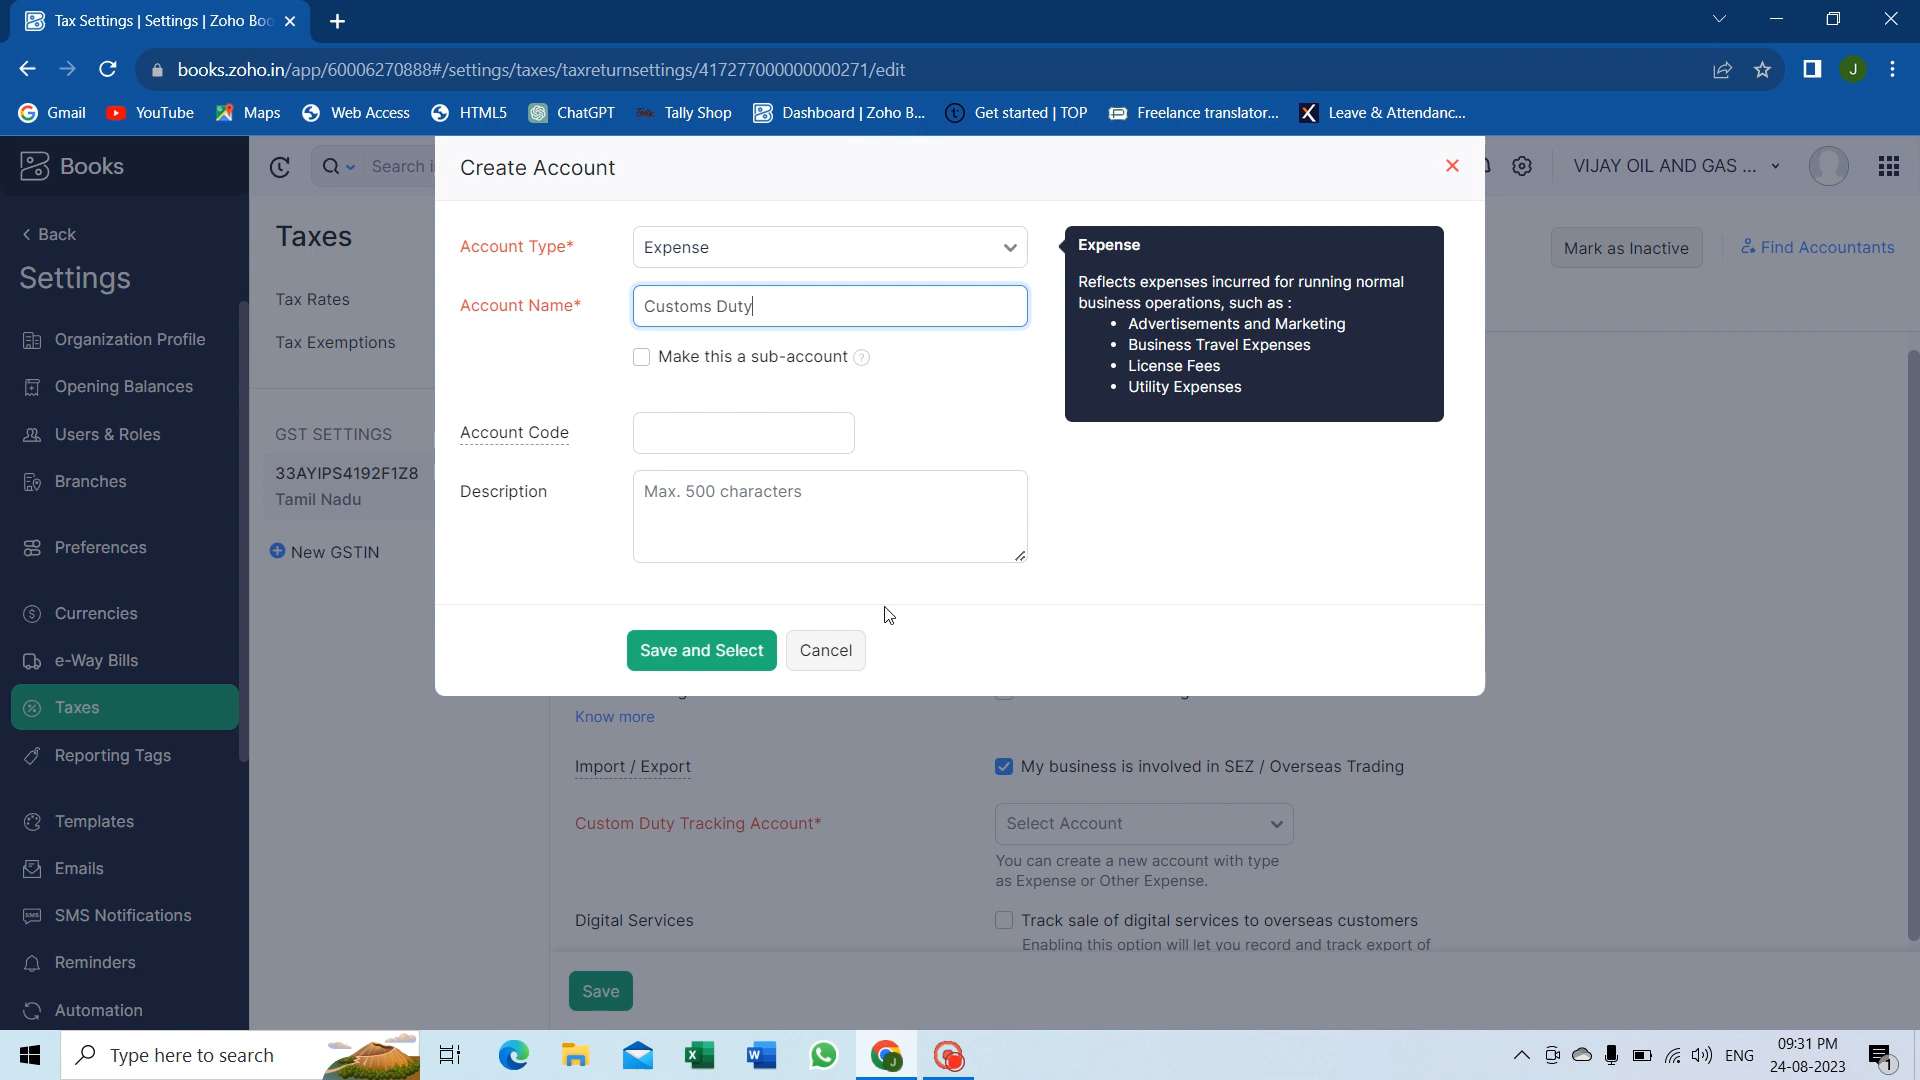 Tax Settings | Settings | Zoho Boo
books.zoho.in/app/60006270888#/settings/taxes/taxreturnsettings/417277000000000271/edit
J
Gmail
YouTube
Maps
Web Access
HTML5
ChatGPT
Tally Shop
Dashboard | Zoho B...
Get started | TOP
Freelance translator...
Leave & Attendanc...
Books
Search i
VIJAY OIL AND GAS ...
Back
Settings
Organization Profile
Opening Balances
Users & Roles
Branches
Preferences
Currencies
e-Way Bills
Taxes
Reporting Tags
Templates
Emails
SMS Notifications
Reminders
Automation
Taxes
Tax Rates
Tax Exemptions
GST SETTINGS
33AYIPS4192F1Z8
Tamil Nadu
New GSTIN
Mark as Inactive
Find Accountants
Create Account
Account Type*
Expense
Account Name*
Customs Duty
Make this a sub-account
Account Code
Description
Max. 500 characters
Expense
Reflects expenses incurred for running normal
business operations, such as :
• Advertisements and Marketing
• Business Travel Expenses
• License Fees
• Utility Expenses
Save and Select
Cancel
Know more
Import / Export
My business is involved in SEZ / Overseas Trading
Custom Duty Tracking Account*
Select Account
You can create a new account with type
as Expense or Other Expense.
Digital Services
Track sale of digital services to overseas customers
Enabling this option will let you record and track export of
Save
Type here to search
ENG
09:31 PM
24-08-2023
1